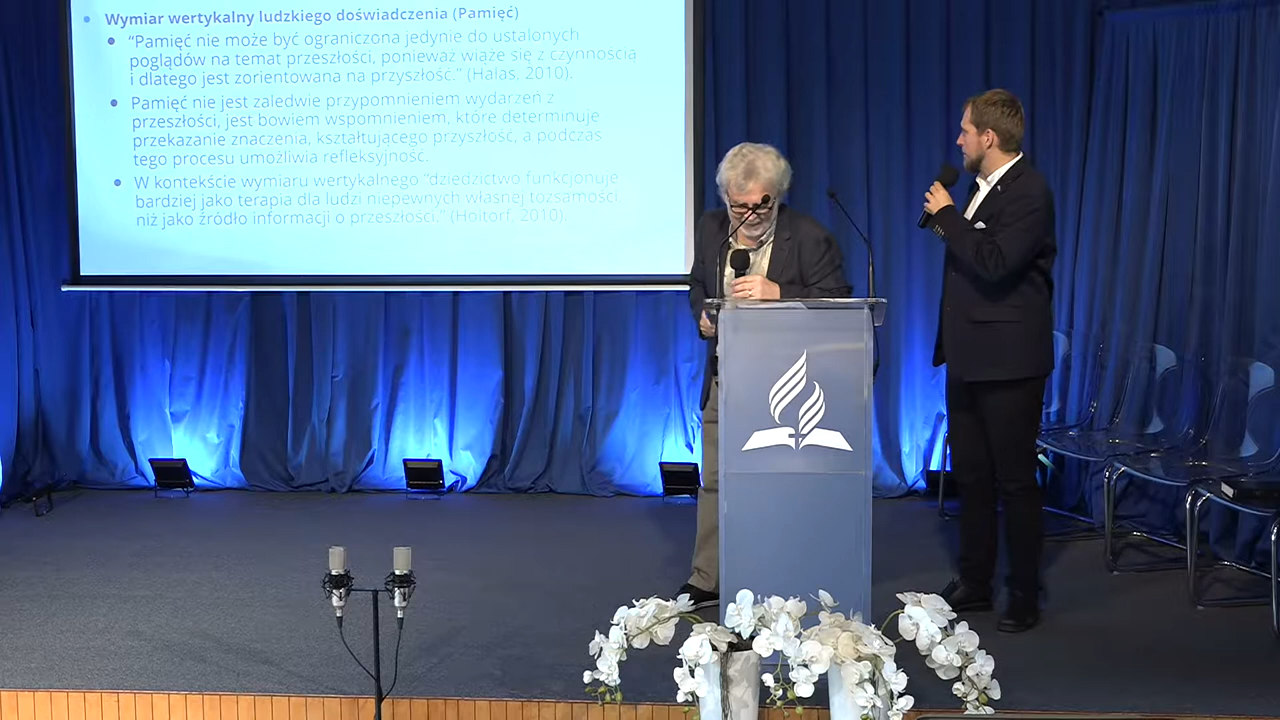 Wymiar wertykalny ludzkiego doświadczenia (Pamięć)
“Pamięć nie może być ograniczona jedynie do ustalonych
poglądów na temat przeszłości, ponieważ wiąże się z czynnością
i dlatego jest zorientowana na przyszłość.” (Hałas, 2010).
Pamięć nie jest zaledwie przypomnieniem wydarzeń z
przeszłości, jest bowiem wspomnieniem, które determinuje
przekazanie znaczenia, kształtującego przyszłość, a podczas
tego procesu umożliwia refleksyjność.
W kontekście wymiaru wertykalnego “dziedzictwo funkcjonuje
bardziej jako terapia dla ludzi niepewnych własnej tożsamości,
niż jako źródło informacji o przeszłości.” (Holtorf, 2010).